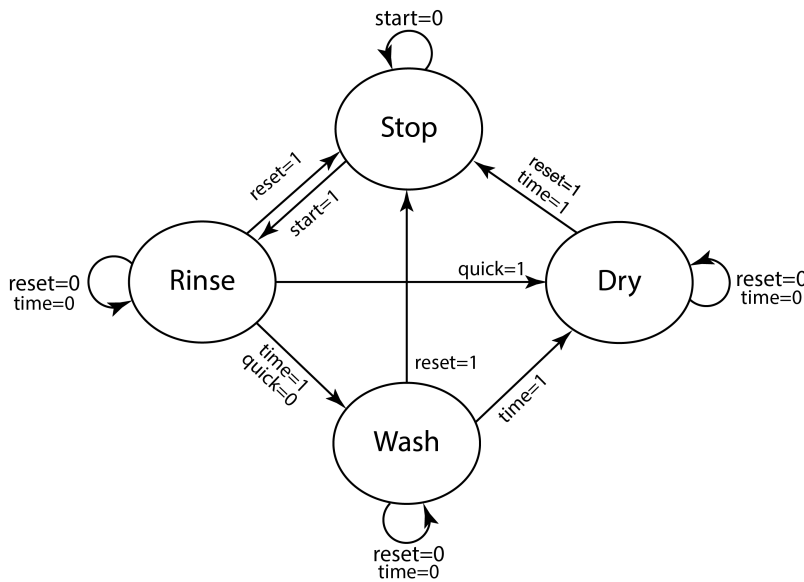 start=0
Stop
reset=1
start=1
reset=1
time=1
reset=0
time=0
Rinse
quick=1
Dry
reset=0
time=0
time=1
quick=0
reset=1
time=1
Wash
reset=0
time=0